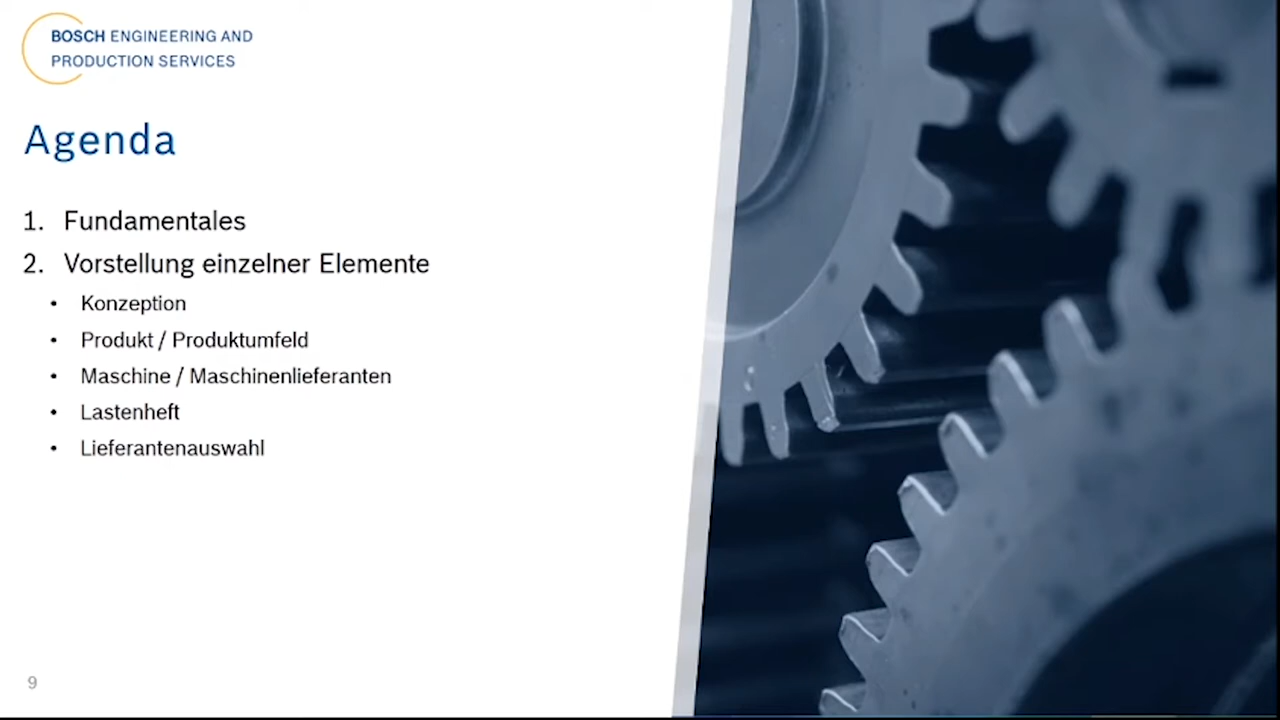 BOSCH ENGINEERING AND
PRODUCTION SERVICES
Agenda
1. Fundamentales
2. Vorstellung einzelner Elemente
• Konzeption
• Produkt / Produktumfeld
• Maschine / Maschinenlieferanten
• Lastenheft
• Lieferantenauswahl
9